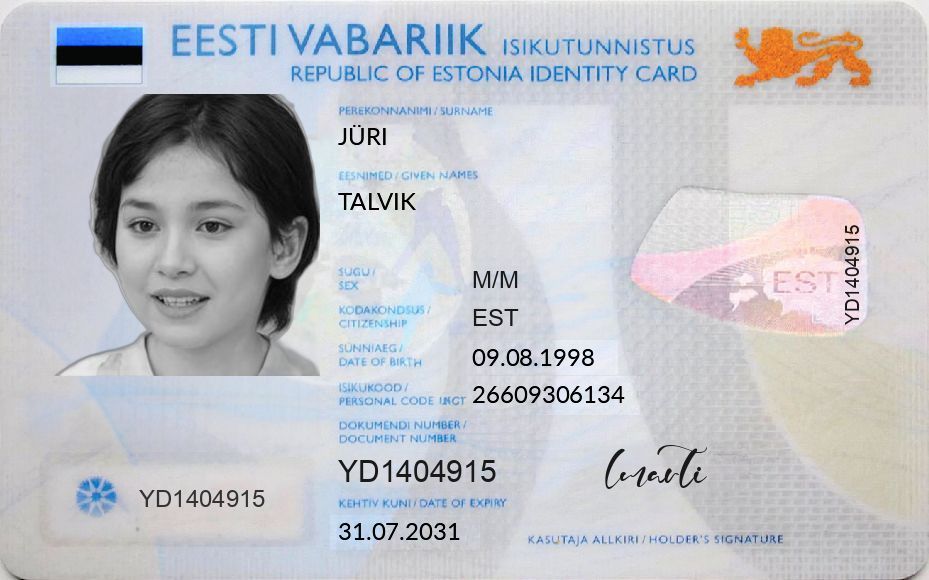 EESTI VABARIIK ISIKUTUNNISTUS
REPUBLIC OF ESTONIA IDENTITY CARD
PEREKONNANIMI / SURNAME
JÜRI
EESNIMED / GIVEN NAMES
TALVIK
SUGU /
SEX
M/M
KODAKONDSUS /
CITIZENSHIP
EST
SÜNNIAEG /
DATE OF BIRTH
09.08.1998
ISIKUKOOD /
PERSONAL CODE
26609306134
DOKUMENDI NUMBER /
DOCUMENT NUMBER
YD1404915
KEHTIV KUNI / DATE OF EXPIRY
31.07.2031
YD1404915
EST
YD1404915
KASUTAJA ALLKIRI / HOLDER'S SIGNATURE